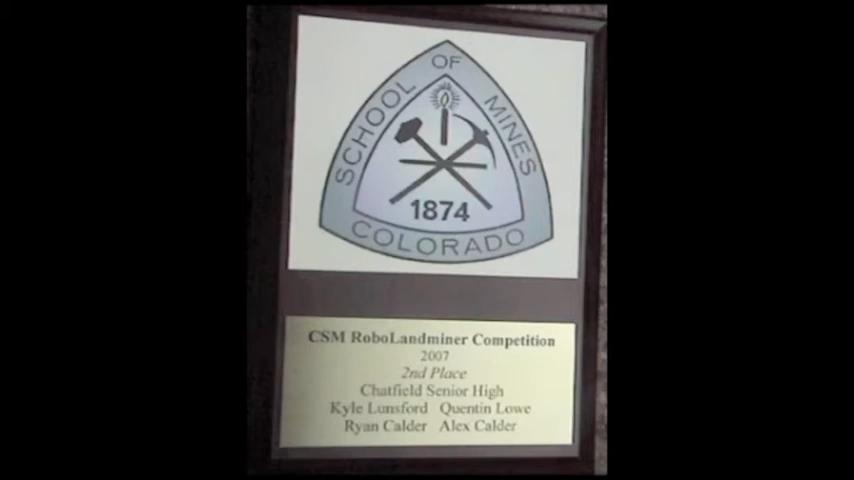 SCHOOL OF MINES
1874
COLORADO
CSM RoboLandminer Competition
2007
2nd Place
Chatfield Senior High
Kyle Lunsford Quentin Lowe
Ryan Calder Alex Calder